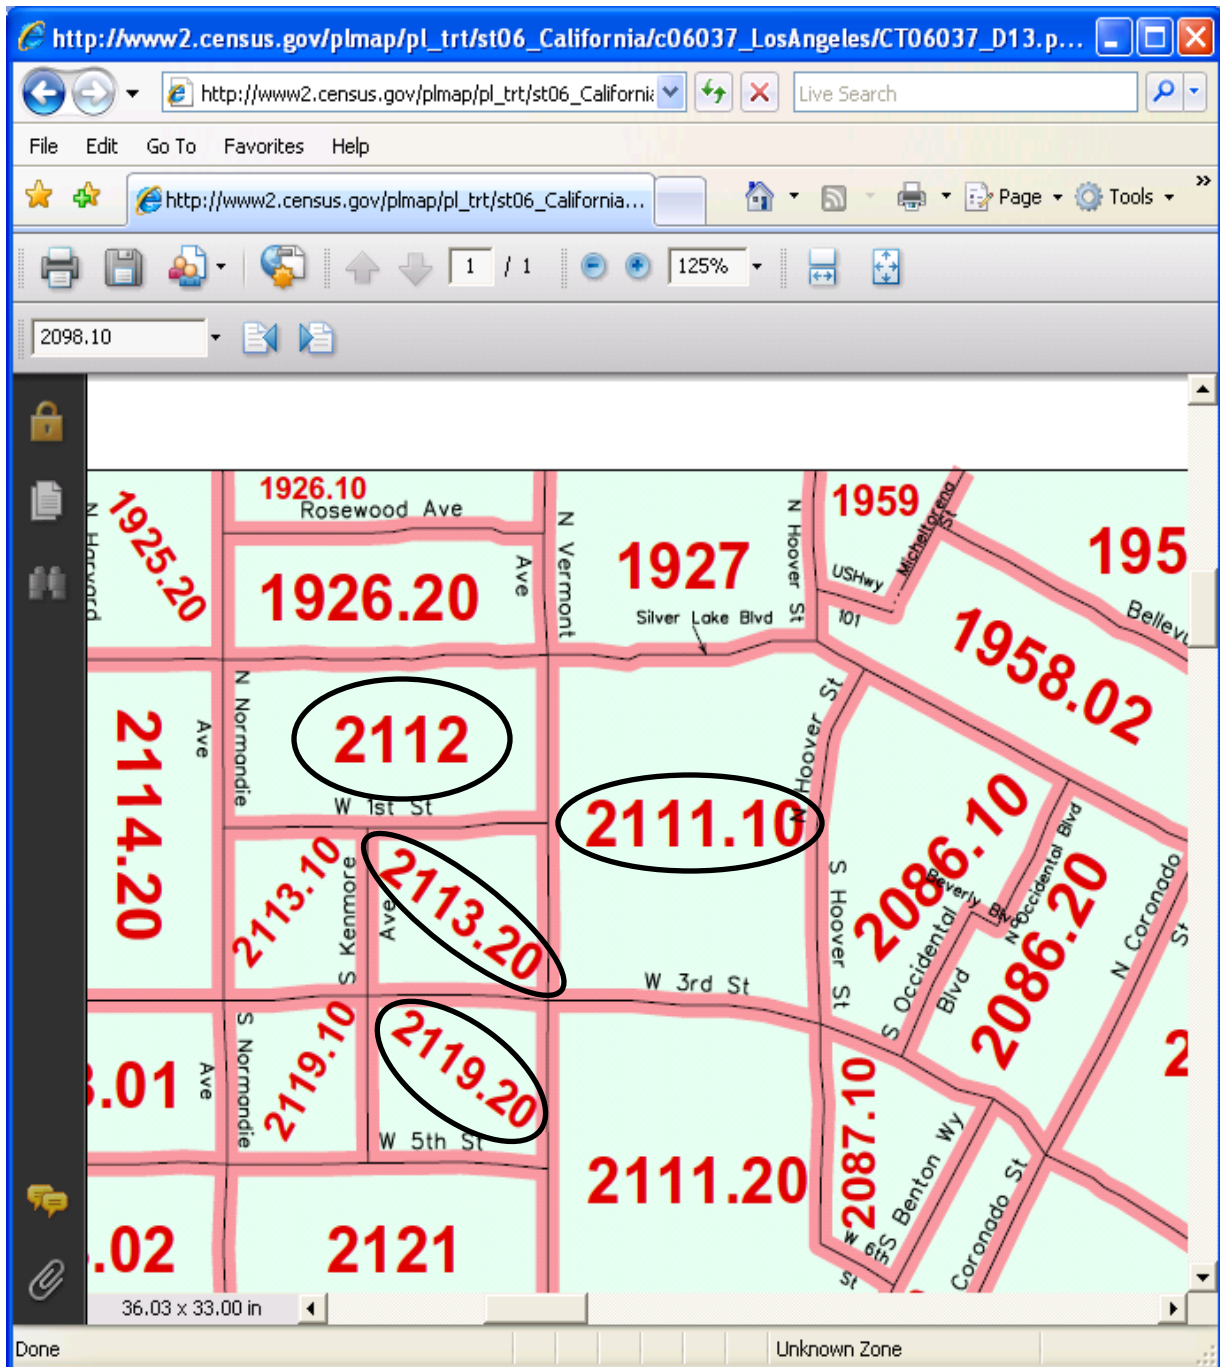 http://www2.census.gov/plmap/pl_trt/st06_California/c06037_LosAngeles/CT06037_D13.p...
http://www2.census.gov/plmap/pl_trt/st06_California
Live Search
File Edit Go To Favorites Help
http://www2.census.gov/plmap/pl_trt/st06_California...
Page Tools »
1 / 1 125%
2098.10
N Harvard
Ave
1925.20
1926.10
Rosewood Ave
1926.20
Ave
N Vermont
1927
Silver Lake Blvd
N Hoover St
1959
USHwy
101
Micheltorena
St
195
1958.02
2114.20
N Normandie
Ave
2112
W 1st St
2111.10
N Hoover St
2086.10
Beverly Blvd
N Occidental Blvd
2086.20
N Coronado
St
2113.10
S Kenmore
Ave
2113.20
W 3rd St
S Hoover St
S Occidental
Blvd
.01
Ave
S Normandie
2119.10
2119.20
W 5th St
2087.10
S Benton Wy
2
.02
2121
2111.20
W 6th
St
Coronado St
36.03 x 33.00 in
Done
Unknown Zone